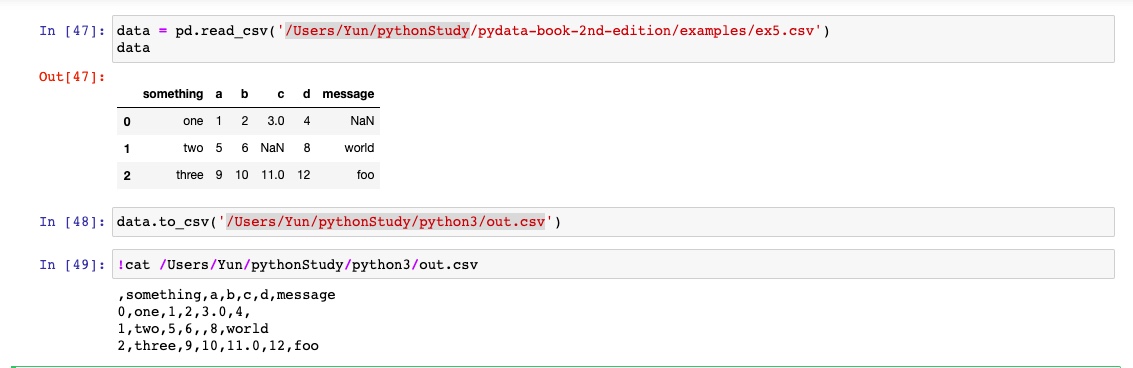 In [47]: data = pd.read_csv('/Users/Yun/pythonStudy/pydata-book-2nd-edition/examples/ex5.csv')
data
Out[47]:
something a b c d message
0 one 1 2 3.0 4 NaN
1 two 5 6 NaN 8 world
2 three 9 10 11.0 12 foo
In [48]: data.to_csv('/Users/Yun/pythonStudy/python3/out.csv')
In [49]: !cat /Users/Yun/pythonStudy/python3/out.csv
,something,a,b,c,d,message
0,one,1,2,3.0,4,
1,two,5,6,,8,world
2,three,9,10,11.0,12,foo